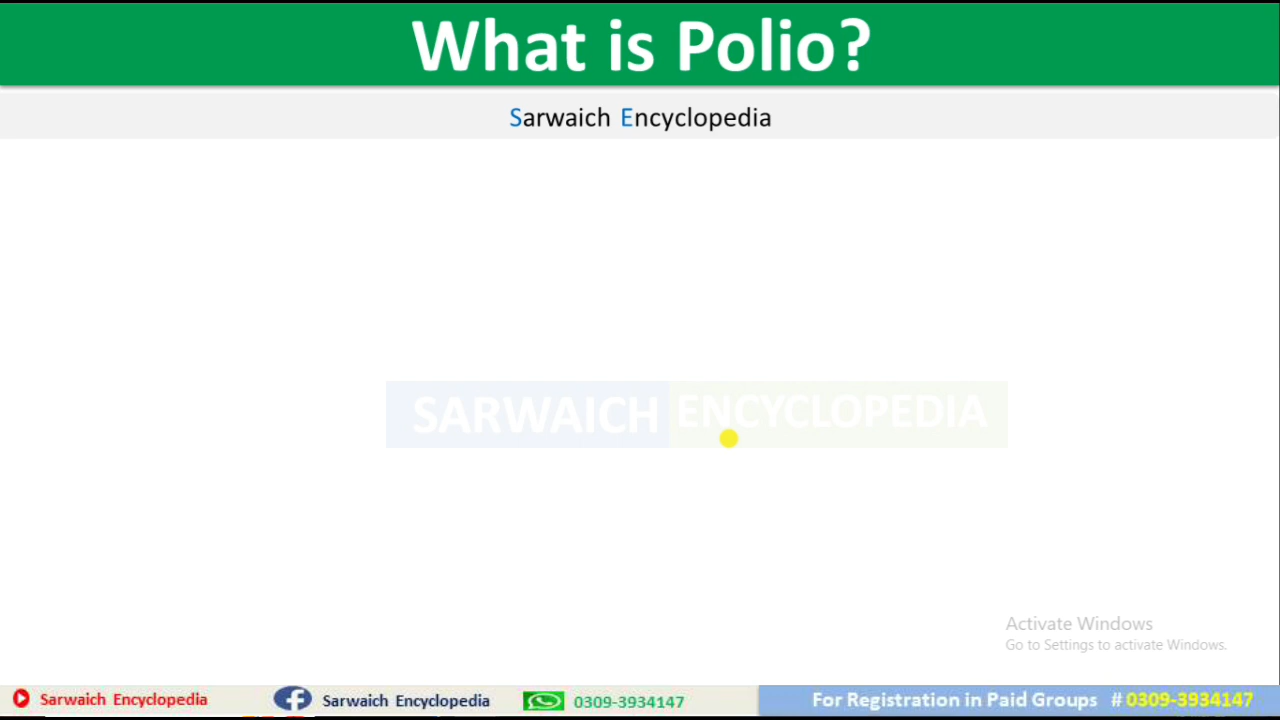 What is Polio?
Sarwaich Encyclopedia
SARWAICH ENCYCLOPEDIA
Activate Windows
Go to Settings to activate Windows.
Sarwaich Encyclopedia Sarwaich Encyclopedia 0309-3934147 For Registration in Paid Groups # 0309-3934147